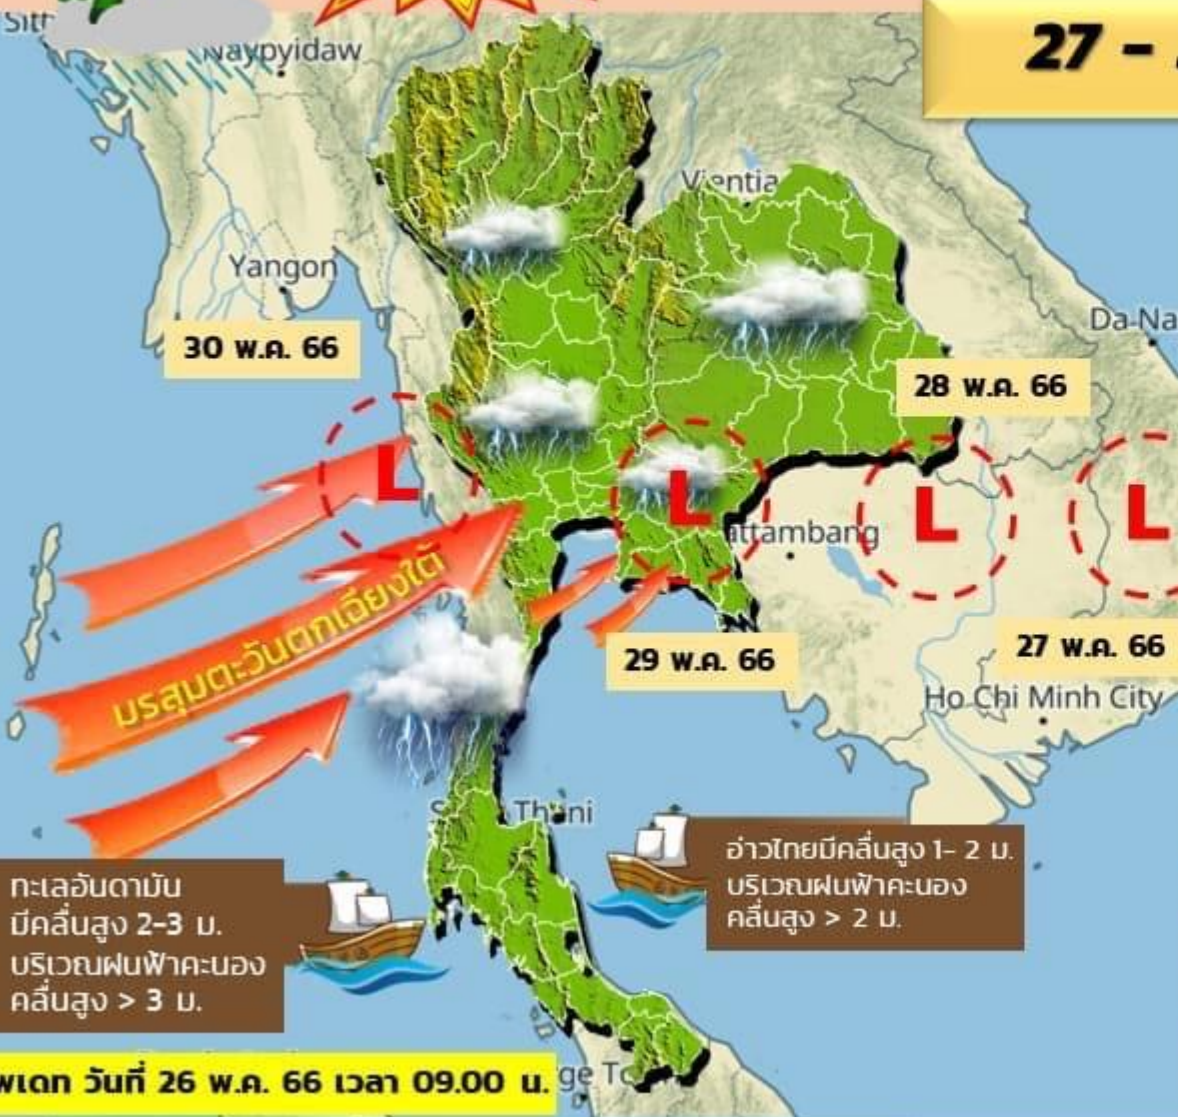 27 -
Naypyidaw
Vientia
Yangon
Da Na
30 พ.ค. 66
28 พ.ค. 66
L
L
L
L
attambang
มรสุมตะวันตกเฉียงใต้
29 พ.ค. 66
27 พ.ค. 66
Ho Chi Minh City
Thani
อ่าวไทยมีคลื่นสูง 1- 2 ม.
บริเวณฝนฟ้าคะนอง
คลื่นสูง > 2 ม.
ทะเลอันดามัน
มีคลื่นสูง 2-3 ม.
บริเวณฝนฟ้าคะนอง
คลื่นสูง > 3 ม.
พเดท วันที่ 26 พ.ค. 66 เวลา 09.00 น.